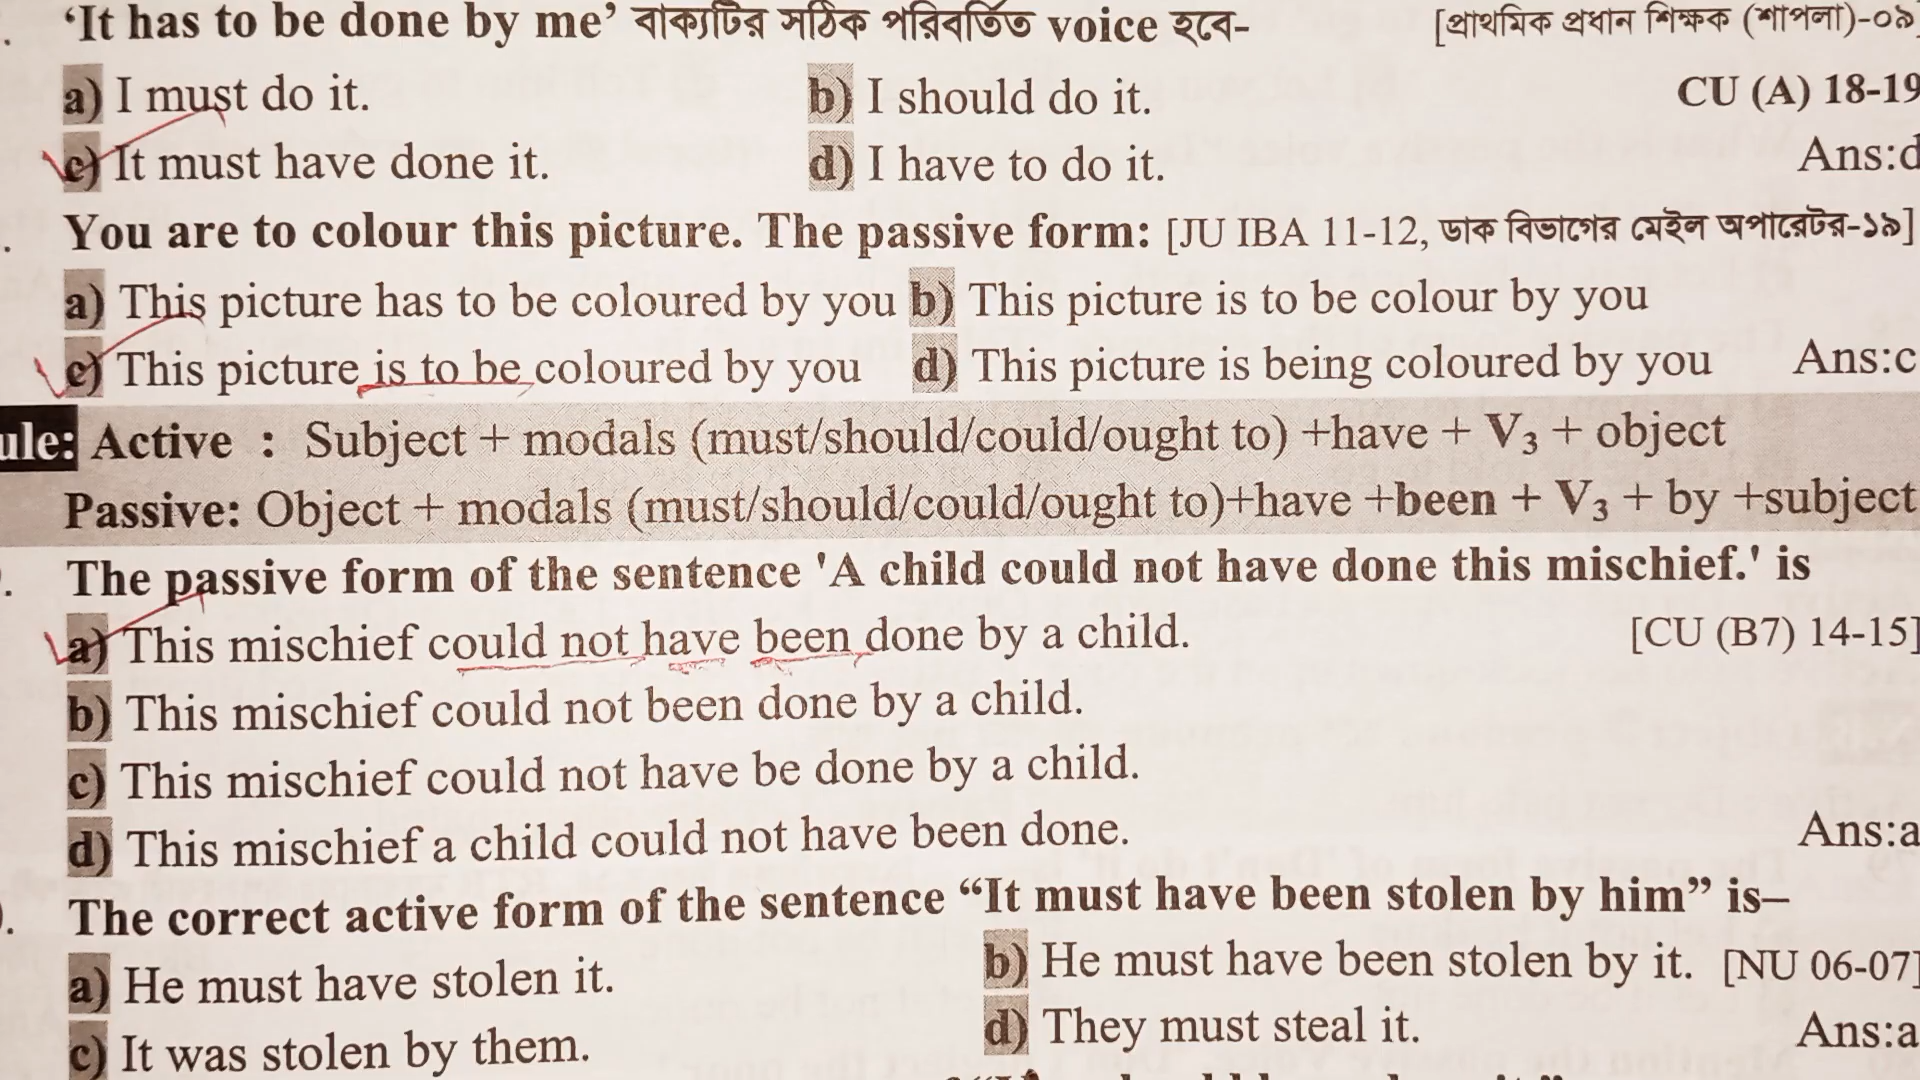 . ‘It has to be done by me’ বাক্যটির সঠিক পরিবর্তিত voice হবে- [প্রাথমিক প্রধান শিক্ষক (শাপলা)-০৯]
a) I must do it. b) I should do it. CU (A) 18-19
c) It must have done it. d) I have to do it. Ans:d
. You are to colour this picture. The passive form: [JU IBA 11-12, ডাক বিভাগের মেইল অপারেটর-১৯]
a) This picture has to be coloured by you b) This picture is to be colour by you
c) This picture is to be coloured by you d) This picture is being coloured by you Ans:c
ule: Active : Subject + modals (must/should/could/ought to) +have + V₃ + object
Passive: Object + modals (must/should/could/ought to)+have +been + V₃ + by +subject
. The passive form of the sentence 'A child could not have done this mischief.' is
a) This mischief could not have been done by a child. [CU (B7) 14-15]
b) This mischief could not been done by a child.
c) This mischief could not have be done by a child.
d) This mischief a child could not have been done. Ans:a
. The correct active form of the sentence “It must have been stolen by him” is–
a) He must have stolen it. b) He must have been stolen by it. [NU 06-07]
c) It was stolen by them. d) They must steal it. Ans:a